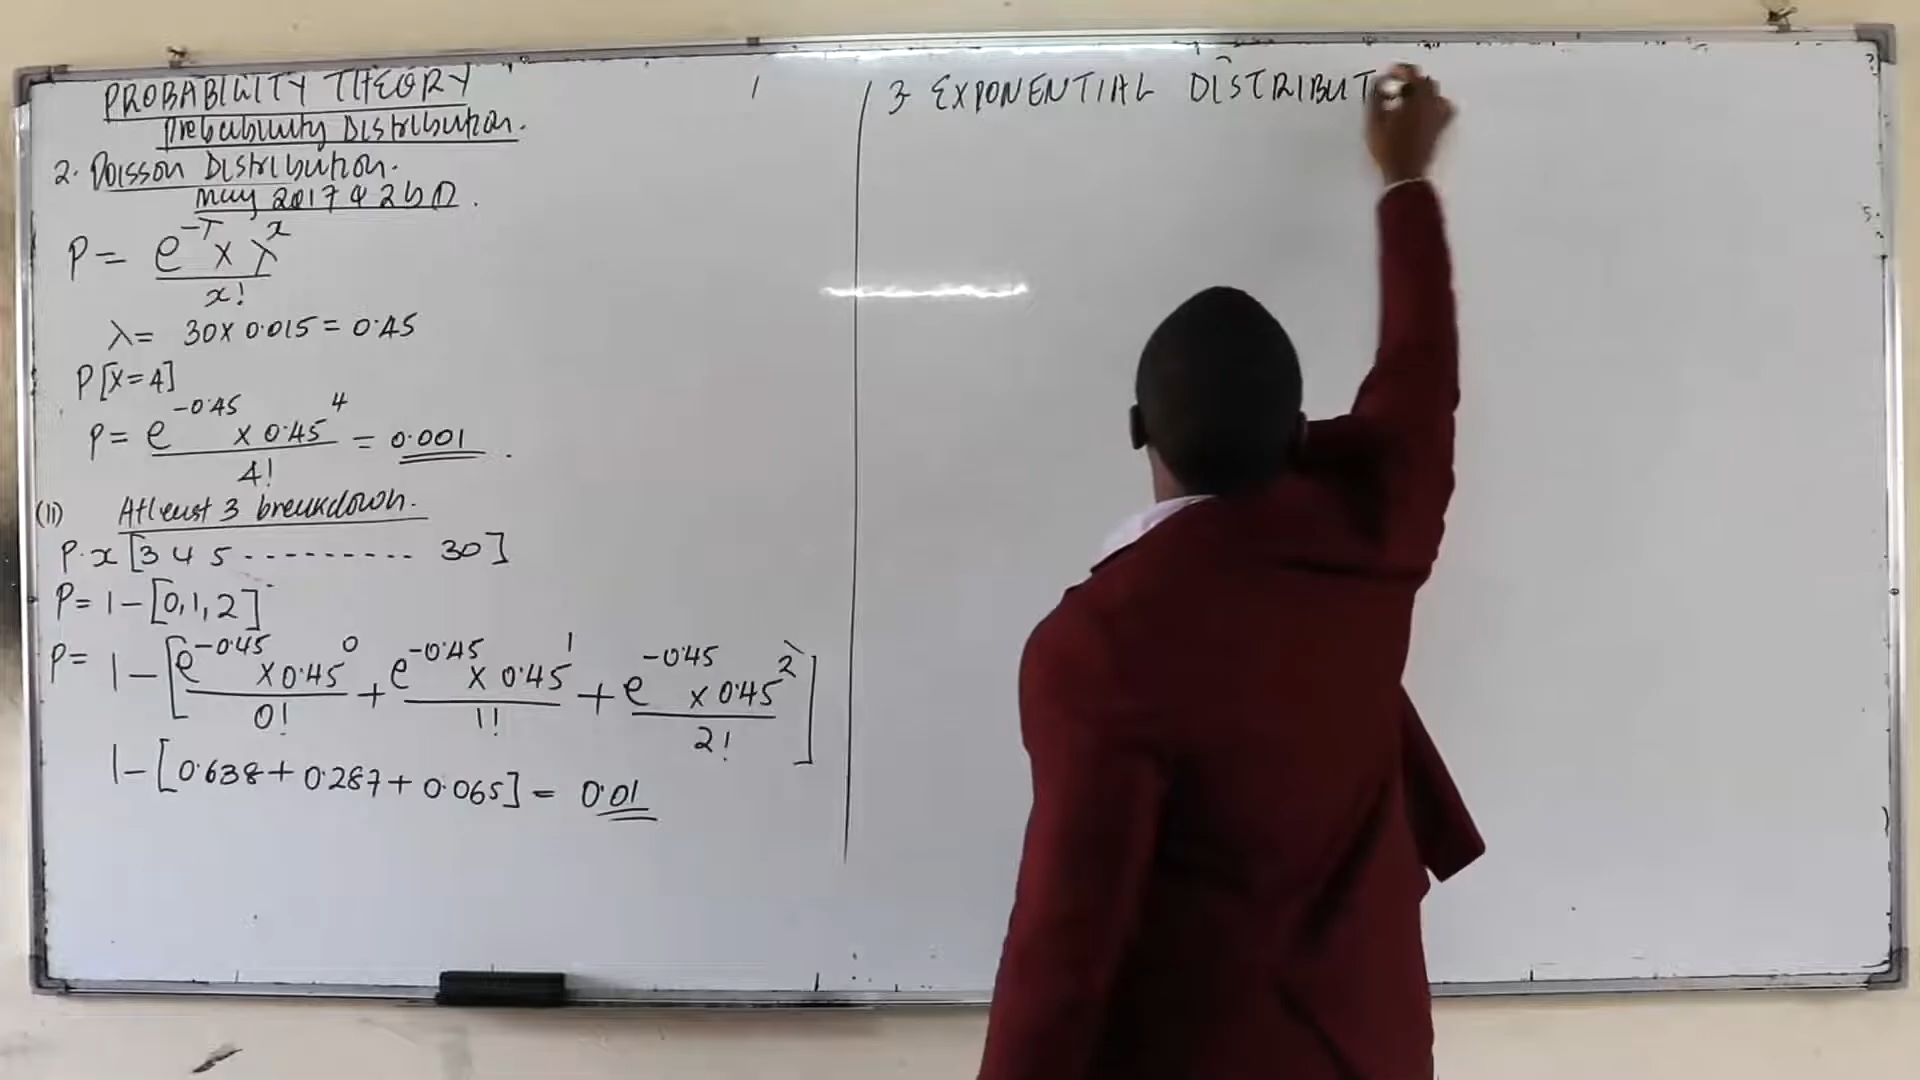 PROBABILITY THEORY
Probability Distribution.
2. Poisson Distribution.
May 2017 Q 2b (i).
P = e^-λ x λ^x / x!
λ = 30 x 0.015 = 0.45
P[X=4]
P = e^-0.45 x 0.45^4 / 4! = 0.001.
(ii) Atleast 3 breakdown.
P.x [3 4 5 --------- 30]
P = 1 - [0,1,2]
P = 1 - [e^-0.45 x 0.45^0 / 0! + e^-0.45 x 0.45^1 / 1! + e^-0.45 x 0.45^2 / 2!]
1 - [0.638 + 0.287 + 0.065] = 0.01
3 EXPONENTIAL DISTRIBUT